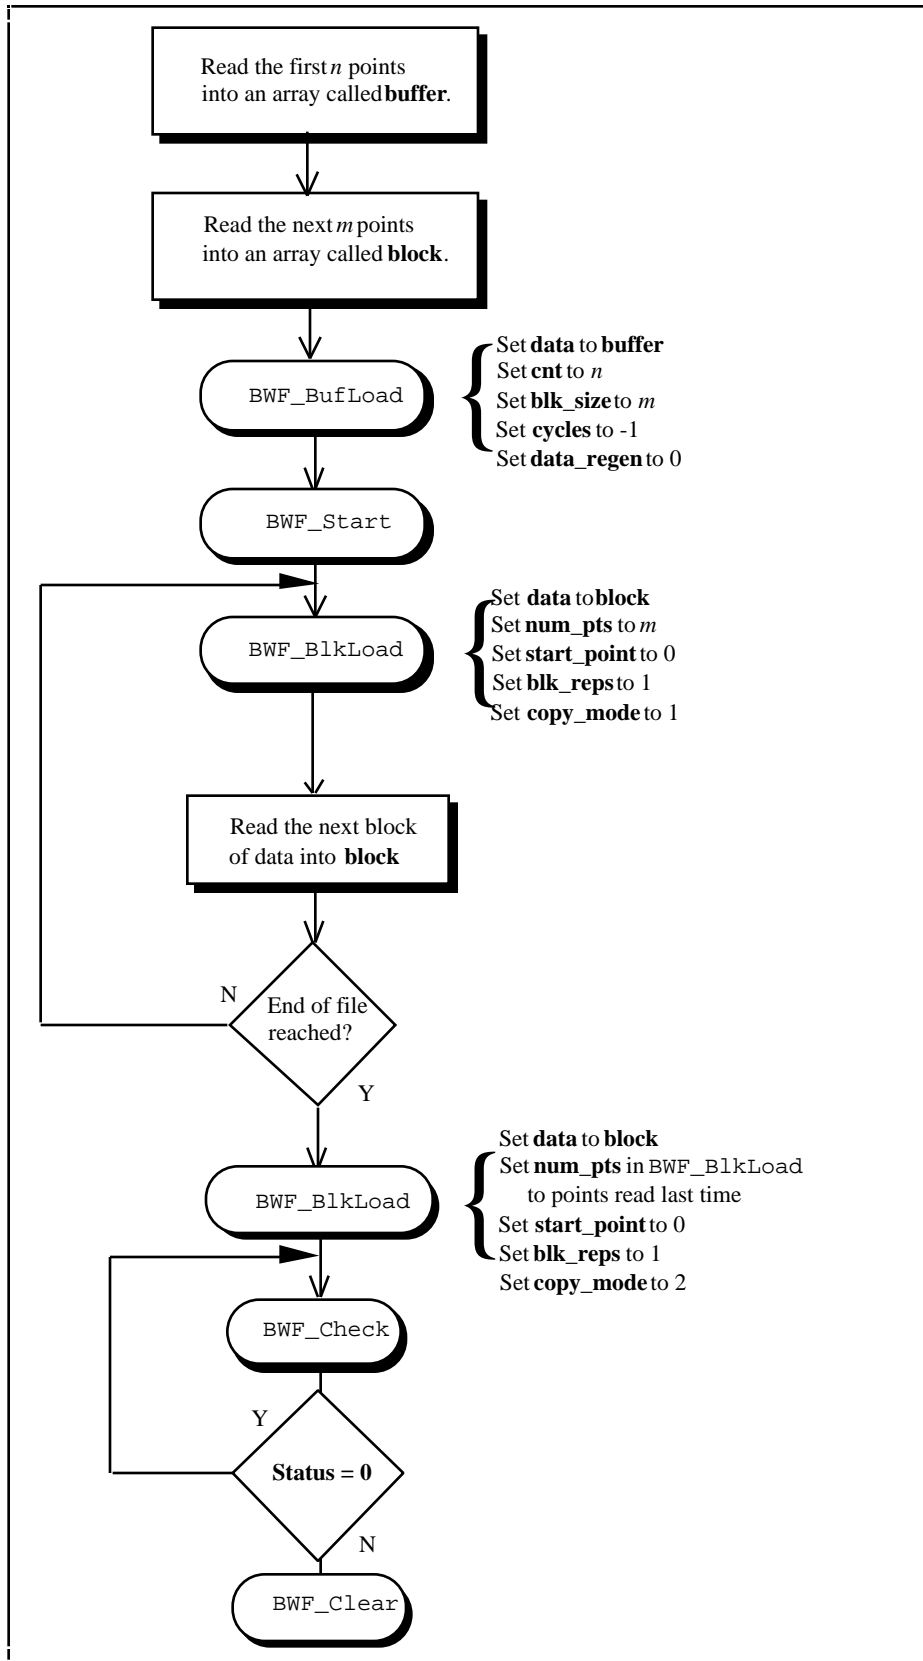 Read the first n points
into an array called buffer.
Read the next m points
into an array called block.
BWF_BufLoad
Set data to buffer
Set cnt to n
Set blk_size to m
Set cycles to -1
Set data_regen to 0
BWF_Start
BWF_BlkLoad
Set data to block
Set num_pts to m
Set start_point to 0
Set blk_reps to 1
Set copy_mode to 1
Read the next block
of data into block
N
End of file
reached?
Y
BWF_BlkLoad
Set data to block
Set num_pts in BWF_BlkLoad
to points read last time
Set start_point to 0
Set blk_reps to 1
Set copy_mode to 2
BWF_Check
Y
Status = 0
N
BWF_Clear